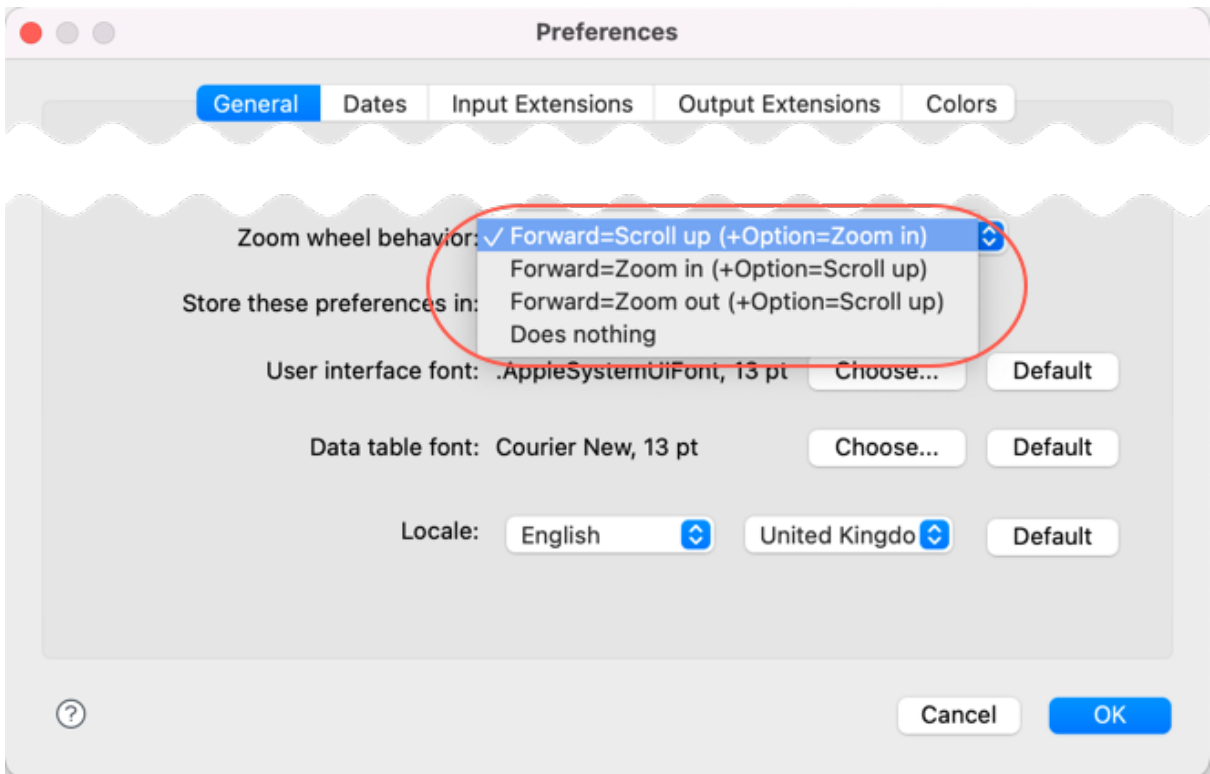 Preferences
General Dates Input Extensions Output Extensions Colors
Zoom wheel behavior: ✓ Forward=Scroll up (+Option=Zoom in)
Forward=Zoom in (+Option=Scroll up)
Store these preferences in: Forward=Zoom out (+Option=Scroll up)
Does nothing
User interface font: .AppleSystemUIFont, 13 pt Choose... Default
Data table font: Courier New, 13 pt Choose... Default
Locale: English United Kingdo Default
? Cancel OK